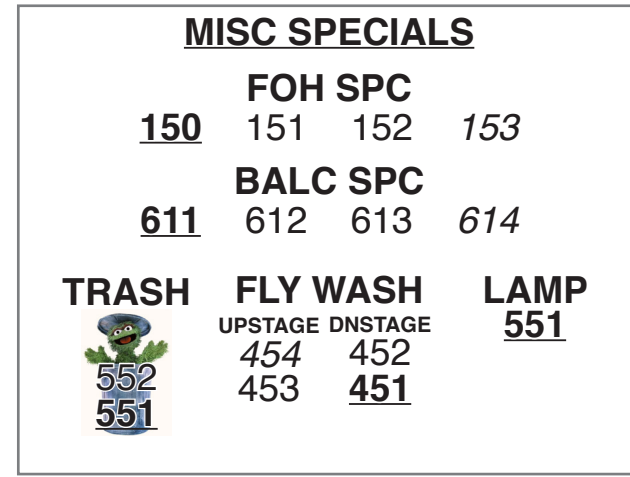 MISC SPECIALS
FOH SPC
150 151 152 153
BALC SPC
611 612 613 614
TRASH FLY WASH LAMP
UPSTAGE DNSTAGE 551
552 454 452
551 453 451